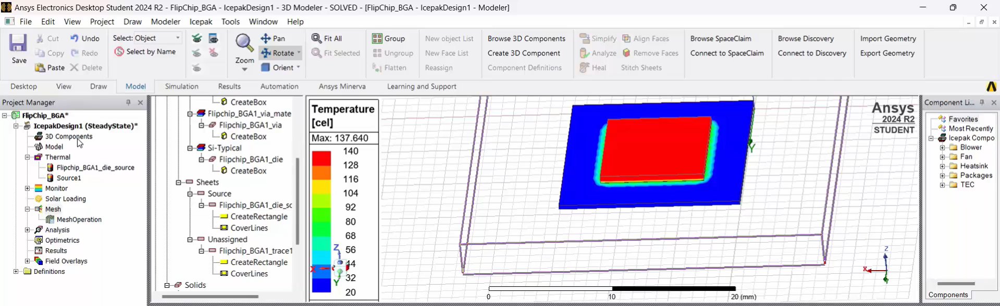 Ansys Electronics Desktop Student 2024 R2 - FlipChip_BGA - IcepakDesign1 - 3D Modeler - SOLVED - [FlipChip_BGA - IcepakDesign1 - Modeler]
File Edit View Project Draw Modeler Icepak Tools Window Help
Save
Cut
Copy
Paste
Undo
Redo
Delete
Select: Object
Select by Name
Zoom
Pan
Rotate
Orient
Fit All
Fit Selected
Group
Ungroup
Flatten
New object List
New Face List
Reassign
Browse 3D Components
Create 3D Component
Component Definitions
Simplify
Analyze
Heal
Align Faces
Remove Faces
Stitch Sheets
Browse SpaceClaim
Connect to SpaceClaim
Browse Discovery
Connect to Discovery
Import Geometry
Export Geometry
Desktop View Draw Model Simulation Results Automation Ansys Minerva Learning and Support
Project Manager
FlipChip_BGA*
IcepakDesign1 (SteadyState)*
3D Components
Model
Thermal
Flipchip_BGA1_die_source
Source1
Monitor
Solar Loading
Mesh
MeshOperation
Analysis
Optimetrics
Results
Field Overlays
Definitions
CreateBox
Flipchip_BGA1_via_mate
Flipchip_BGA1_via
CreateBox
Si-Typical
Flipchip_BGA1_die
CreateBox
Sheets
Source
Flipchip_BGA1_die_sc
CreateRectangle
CoverLines
Unassigned
Flipchip_BGA1_trace1
CreateRectangle
CoverLines
Solids
Temperature
[cel]
Max: 137.640
140
128
116
104
92
80
68
56
44
32
20
Z
X
Y
Y
Ansys
2024 R2
STUDENT
Z
X
Y
0 10 20 (mm)
Component Li...
Favorites
Most Recently
Icepak Compo
Blower
Fan
Heatsink
Packages
TEC
Components